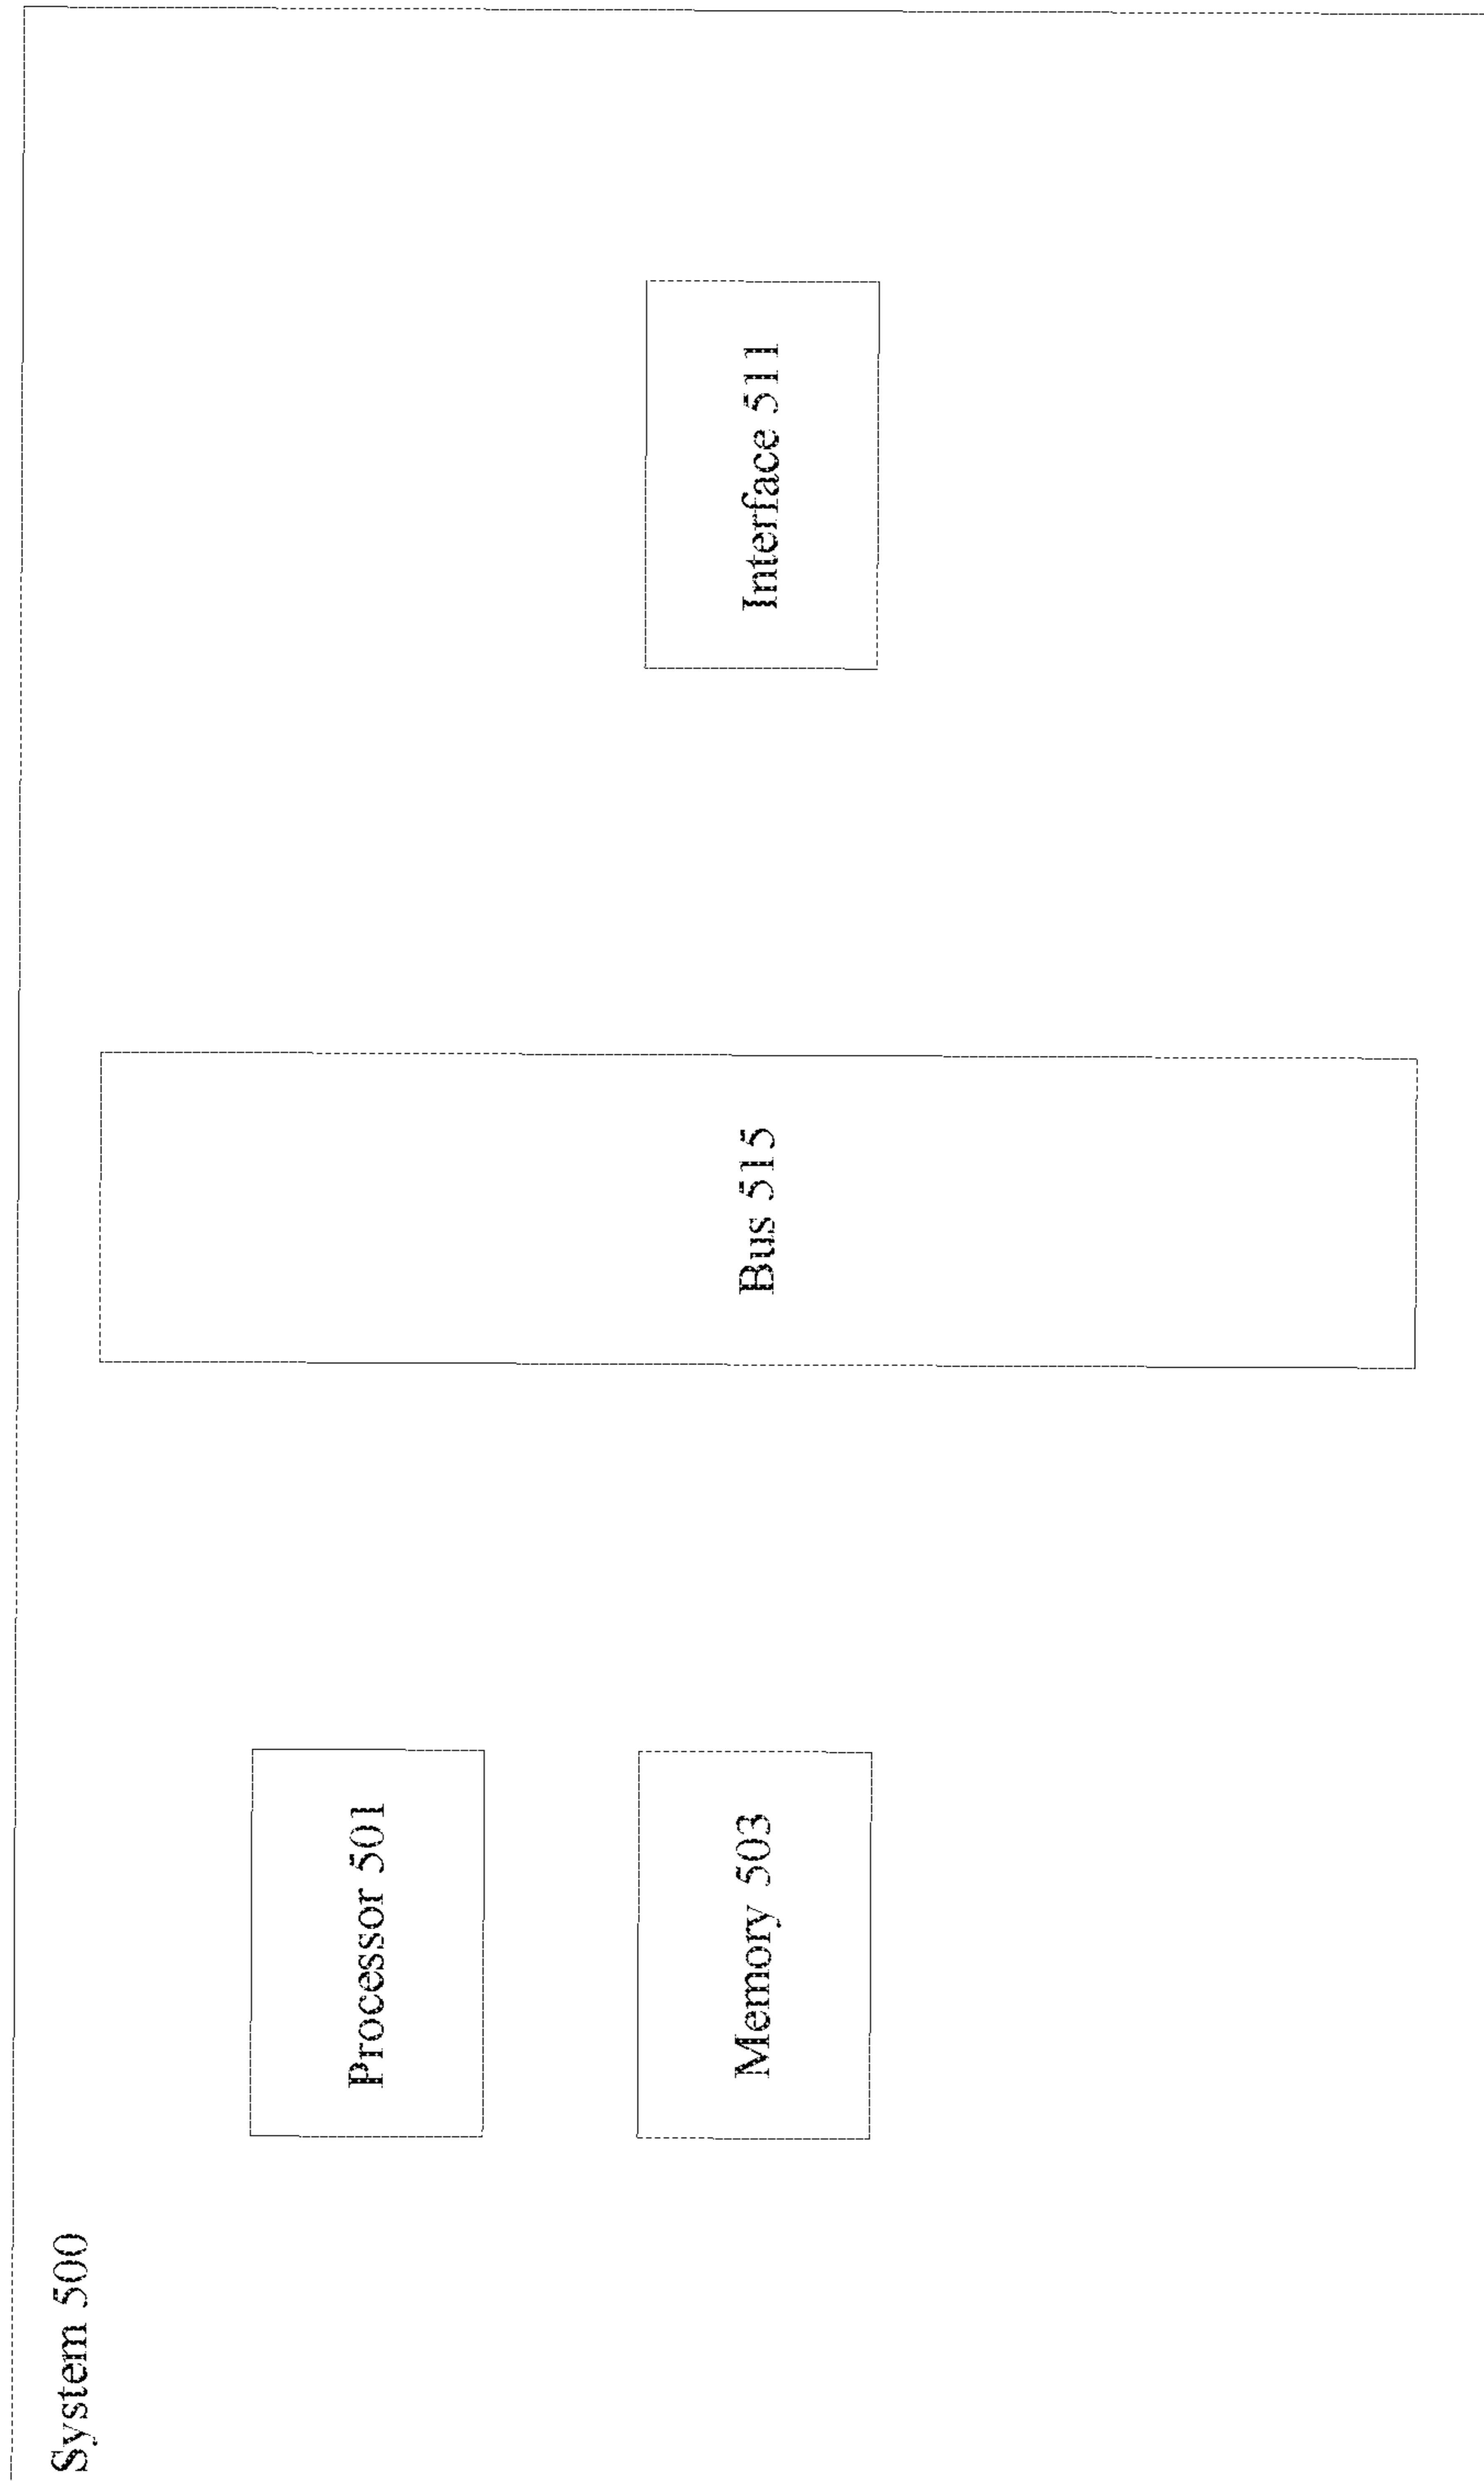 System 500
Processor 501
Memory 503
Bus 515
Interface 511